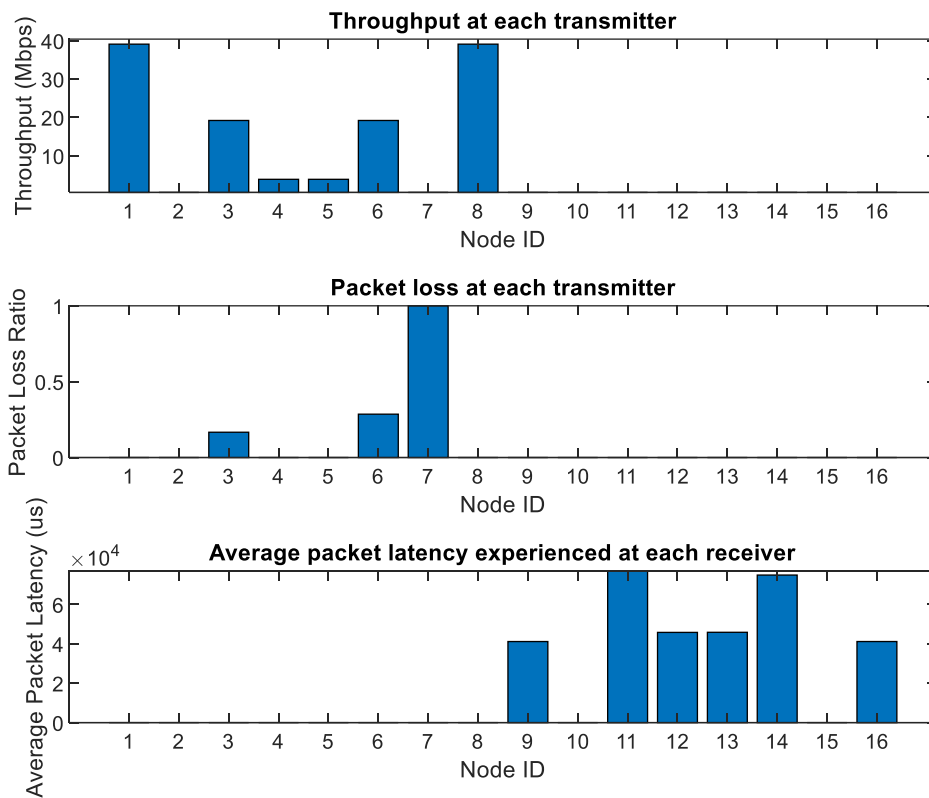 Throughput at each transmitter
Throughput (Mbps)
40
30
20
10
1 2 3 4 5 6 7 8 9 10 11 12 13 14 15 16
Node ID
Packet loss at each transmitter
Packet Loss Ratio
1
0.5
0
1 2 3 4 5 6 7 8 9 10 11 12 13 14 15 16
Node ID
Average packet latency experienced at each receiver
Average Packet Latency (us)
×10⁴
6
4
2
0
1 2 3 4 5 6 7 8 9 10 11 12 13 14 15 16
Node ID